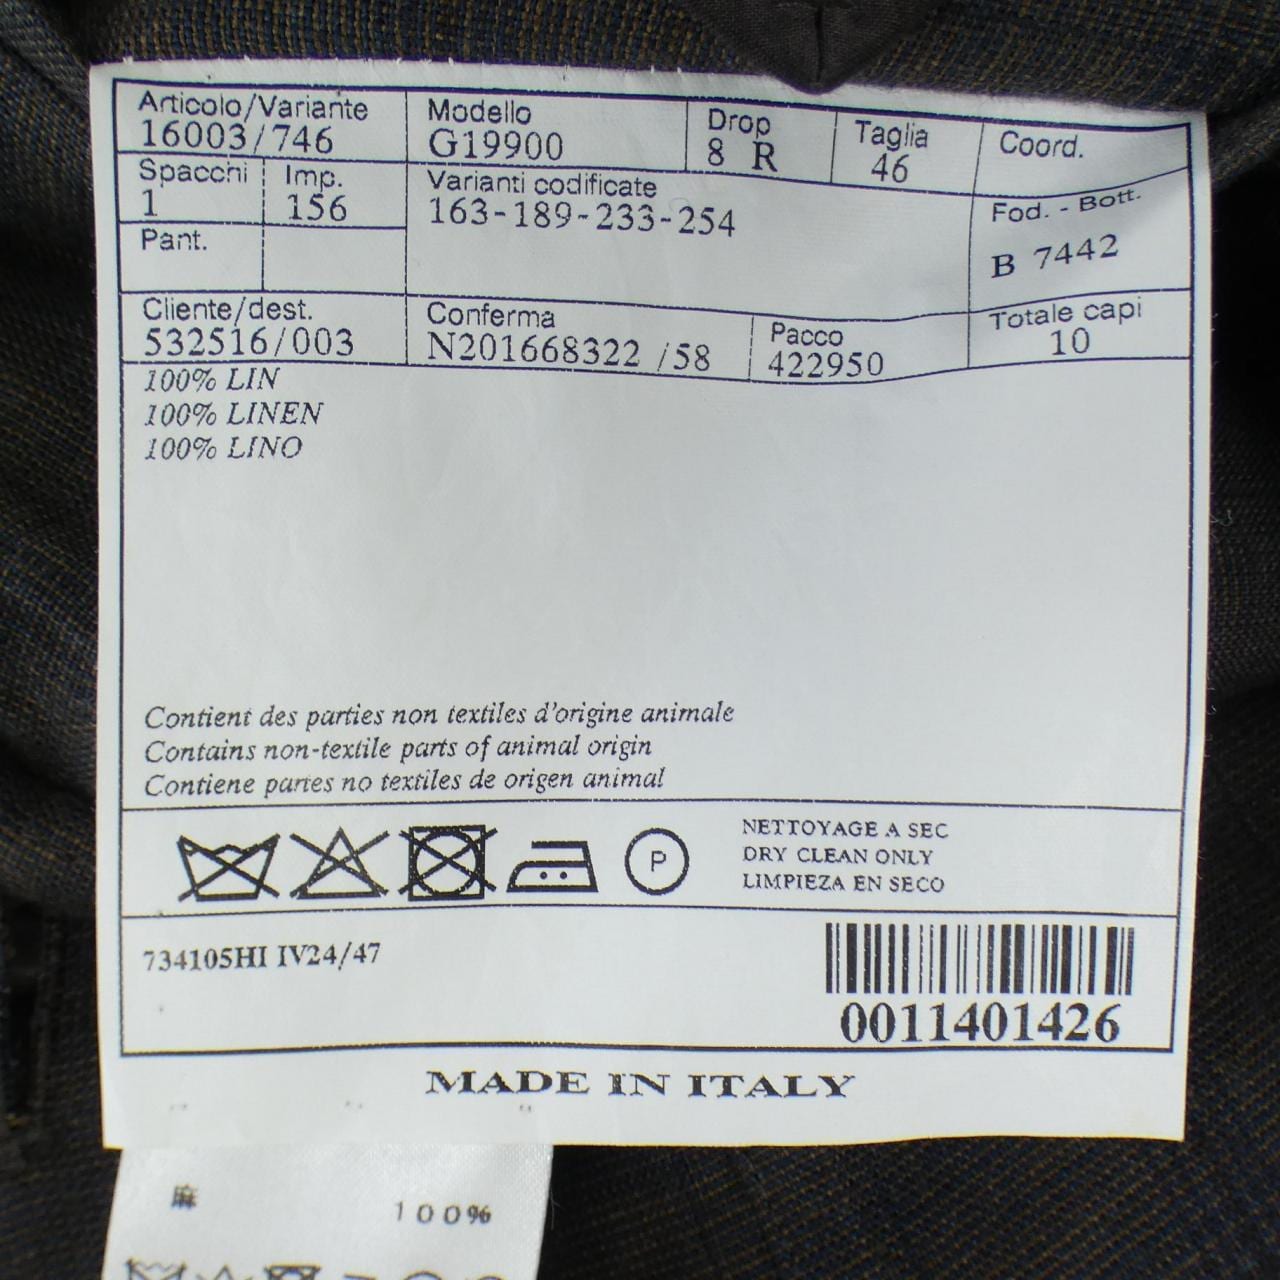 Articolo/Variante
16003/746
Modello
G19900
Drop
8 R
Taglia
46
Coord.
Spacchi
1
Imp.
156
Varianti codificate
163-189-233-254
Fod. - Bott.
B 7442
Pant.
Cliente/dest.
532516/003
Conferma
N201668322 /58
Pacco
422950
Totale capi
10
100% LIN
100% LINEN
100% LINO
Contient des parties non textiles d'origine animale
Contains non-textile parts of animal origin
Contiene partes no textiles de origen animal
P
NETTOYAGE A SEC
DRY CLEAN ONLY
LIMPIEZA EN SECO
734105HI IV24/47
0011401426
MADE IN ITALY
麻 100%